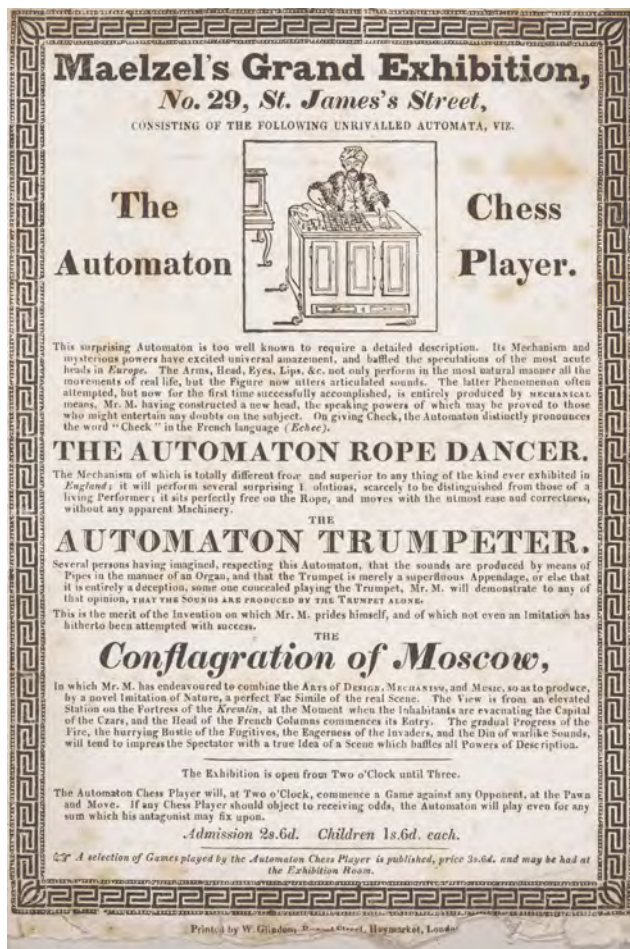 Maelzel's Grand Exhibition,
No. 29, St. James's Street,
CONSISTING OF THE FOLLOWING UNRIVALLED AUTOMATA, VIZ.
The
Automaton
Chess
Player.
This surprising Automaton is too well known to require a detailed description. Its Mechanism and
mysterious powers have excited universal amazement, and baffled the speculations of the most acute
heads in Europe. The Arms, Head, Eyes, Lips, &c. not only perform in the most natural manner all the
movements of real life, but the Figure now utters articulated sounds. The latter Phenomenon often
attempted, but now for the first time successfully accomplished, is entirely produced by MECHANICAL
means, Mr. M. having constructed a new head, the speaking powers of which may be proved to those
who might entertain any doubts on the subject. On giving Check, the Automaton distinctly pronounces
the word "Check" in the French language (Echec).
THE AUTOMATON ROPE DANCER.
The Mechanism of which is totally different from and superior to any thing of the kind ever exhibited in
England; it will perform several surprising scarcely to be distinguished from those of a
living Performer; it sits perfectly free on the Rope, and moves with the utmost ease and correctness,
without any apparent Machinery.
THE
AUTOMATON TRUMPETER.
Several persons having imagined, respecting this Automaton, that the sounds are produced by means of
Pipes in the manner of an Organ, and that the Trumpet is merely a superfluous Appendage, or else that
it is entirely a deception, some one concealed playing the Trumpet, Mr. M. will demonstrate to any of
that opinion, THAT THE SOUNDS ARE PRODUCED BY THE TRUMPET ALONE.
This is the merit of the Invention on which Mr. M. prides himself, and of which not even an Imitation has
hitherto been attempted with success.
THE
Conflagration of Moscow,
In which Mr. M. has endeavoured to combine the ARTS of DESIGN, MECHANISM, and MUSIC, so as to produce,
by a novel Imitation of Nature, a perfect Fac Simile of the real Scene. The View is from an elevated
Station on the Fortress of the Kremlin, at the Moment when the Inhabitants are evacuating the Capital
of the Czars, and the Head of the French Columns commences its Entry. The gradual Progress of the
Fire, the hurrying Bustle of the Fugitives, the Eagerness of the Invaders, and the Din of warlike Sounds,
will tend to impress the Spectator with a true Idea of a Scene which baffles all Powers of Description.
The Exhibition is open from Two o'Clock until Three.
The Automaton Chess Player will, at Two o'Clock, commence a Game against any Opponent, at the Pawn
and Move. If any Chess Player should object to receiving odds, the Automaton will play even for any
sum which his antagonist may fix upon.
Admission 2s.6d. Children 1s.6d. each.
☞ A selection of Games played by the Automaton Chess Player is published, price 3s.6d. and may be had at
the Exhibition Room.
Printed by W. Street, Haymarket,